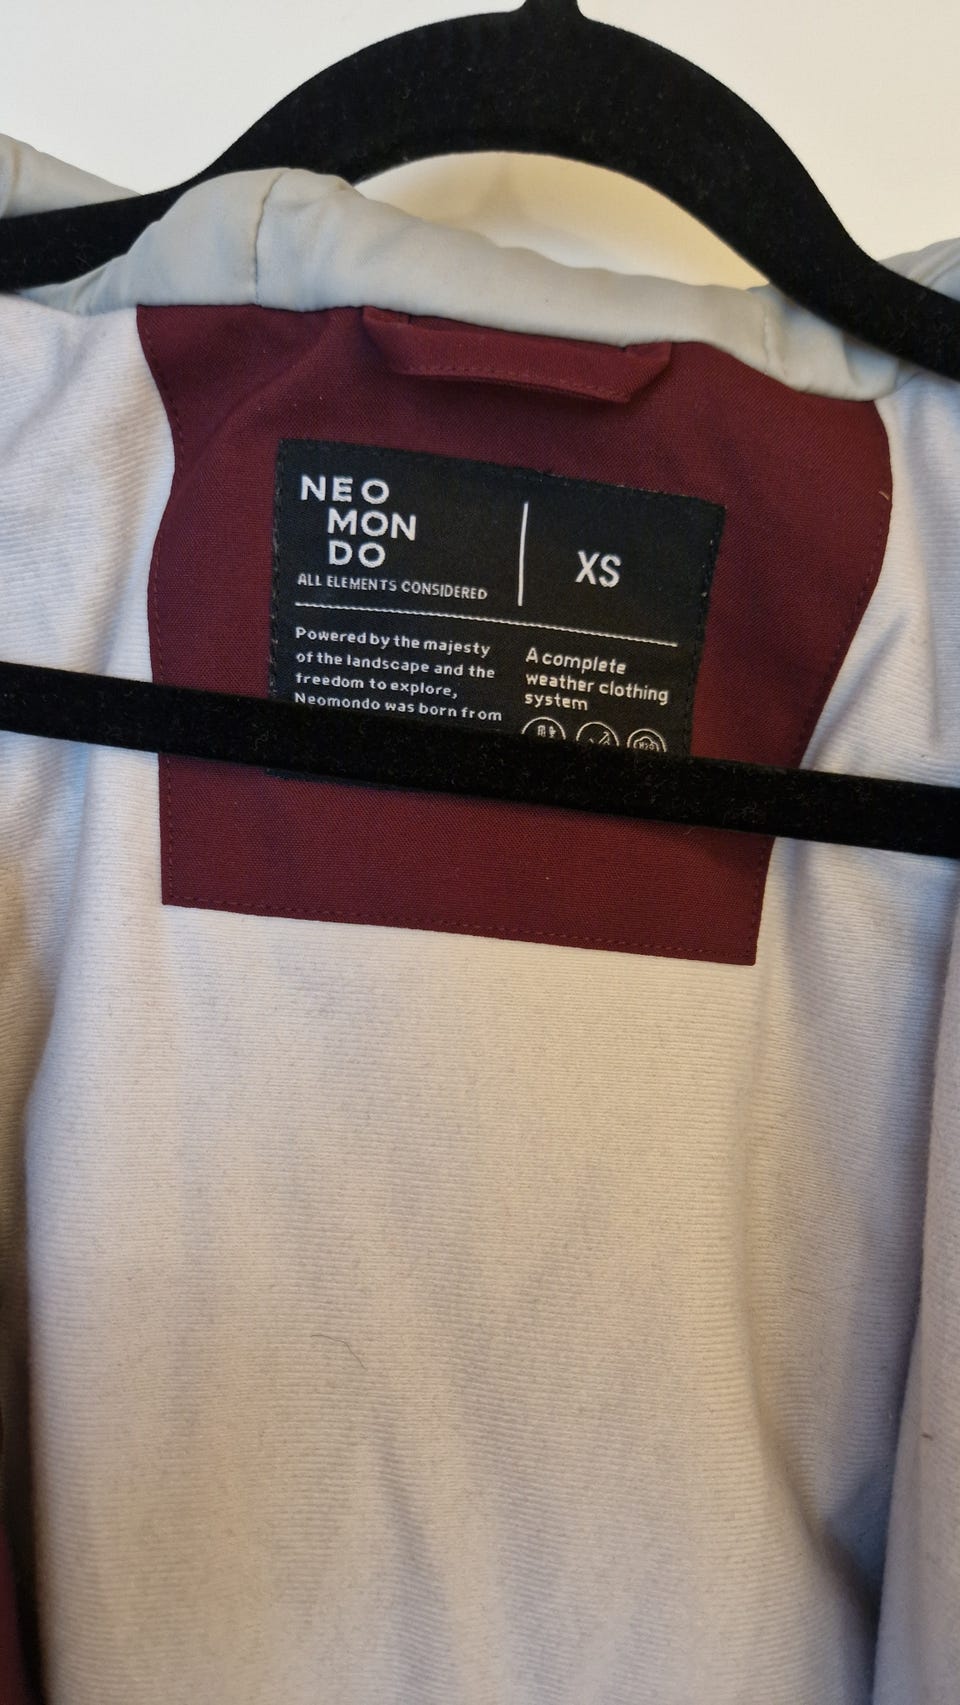 NEO
MON
DO
ALL ELEMENTS CONSIDERED
XS
Powered by the majesty
of the landscape and the
freedom to explore,
Neomondo was born from
A complete
weather clothing
system
H2O